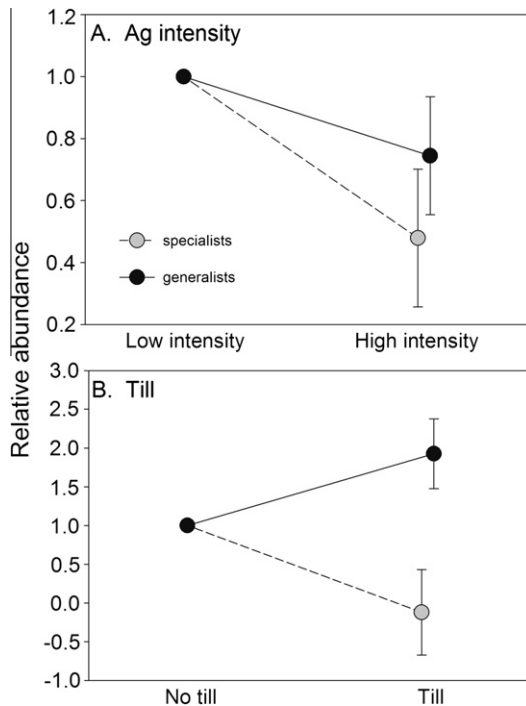 A. Ag intensity
1.2
1.0
0.8
0.6
0.4
0.2
specialists
generalists
Low intensity High intensity
Relative abundance
B. Till
3.0
2.5
2.0
1.5
1.0
0.5
0.0
-0.5
-1.0
No till Till